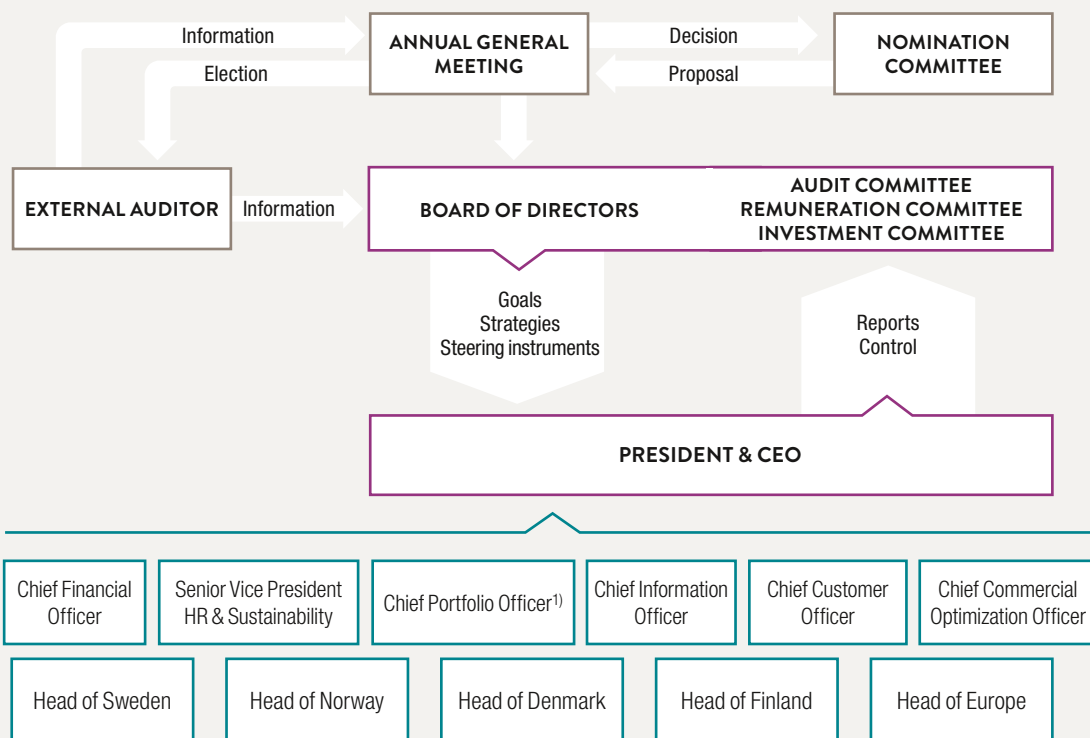 Information
ANNUAL GENERAL
MEETING
Decision
NOMINATION
COMMITTEE
Election
Proposal
EXTERNAL AUDITOR
Information
BOARD OF DIRECTORS
AUDIT COMMITTEE
REMUNERATION COMMITTEE
INVESTMENT COMMITTEE
Goals
Strategies
Steering instruments
Reports
Control
PRESIDENT & CEO
Chief Financial
Officer
Senior Vice President
HR & Sustainability
Chief Portfolio Officer1)
Chief Information
Officer
Chief Customer
Officer
Chief Commercial
Optimization Officer
Head of Sweden
Head of Norway
Head of Denmark
Head of Finland
Head of Europe